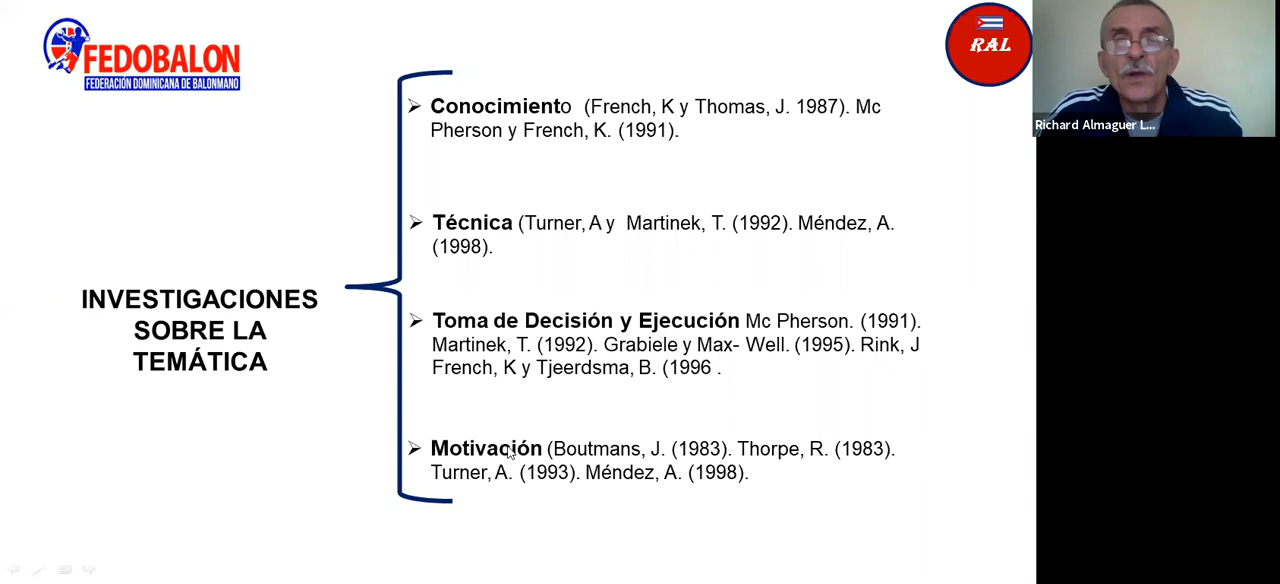 FEDOBALON
FEDERACIÓN DOMINICANA DE BALONMANO
RAL
Richard Almaguer L...
INVESTIGACIONES
SOBRE LA
TEMÁTICA
Conocimiento (French, K y Thomas, J. 1987). Mc
Pherson y French, K. (1991).
Técnica (Turner, A y Martinek, T. (1992). Méndez, A.
(1998).
Toma de Decisión y Ejecución Mc Pherson. (1991).
Martinek, T. (1992). Grabiele y Max- Well. (1995). Rink, J
French, K y Tjeerdsma, B. (1996 .
Motivación (Boutmans, J. (1983). Thorpe, R. (1983).
Turner, A. (1993). Méndez, A. (1998).